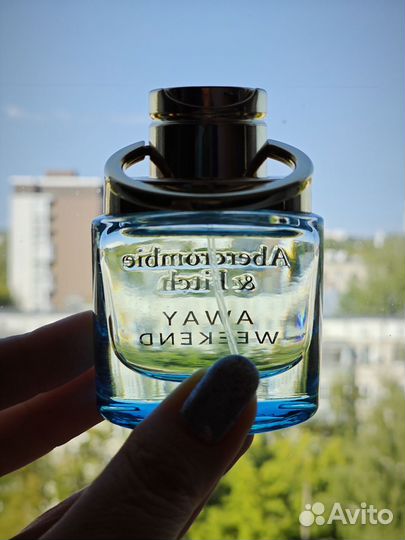 Abercrombie
& Fitch
AWAY
WEEKEND
Avito